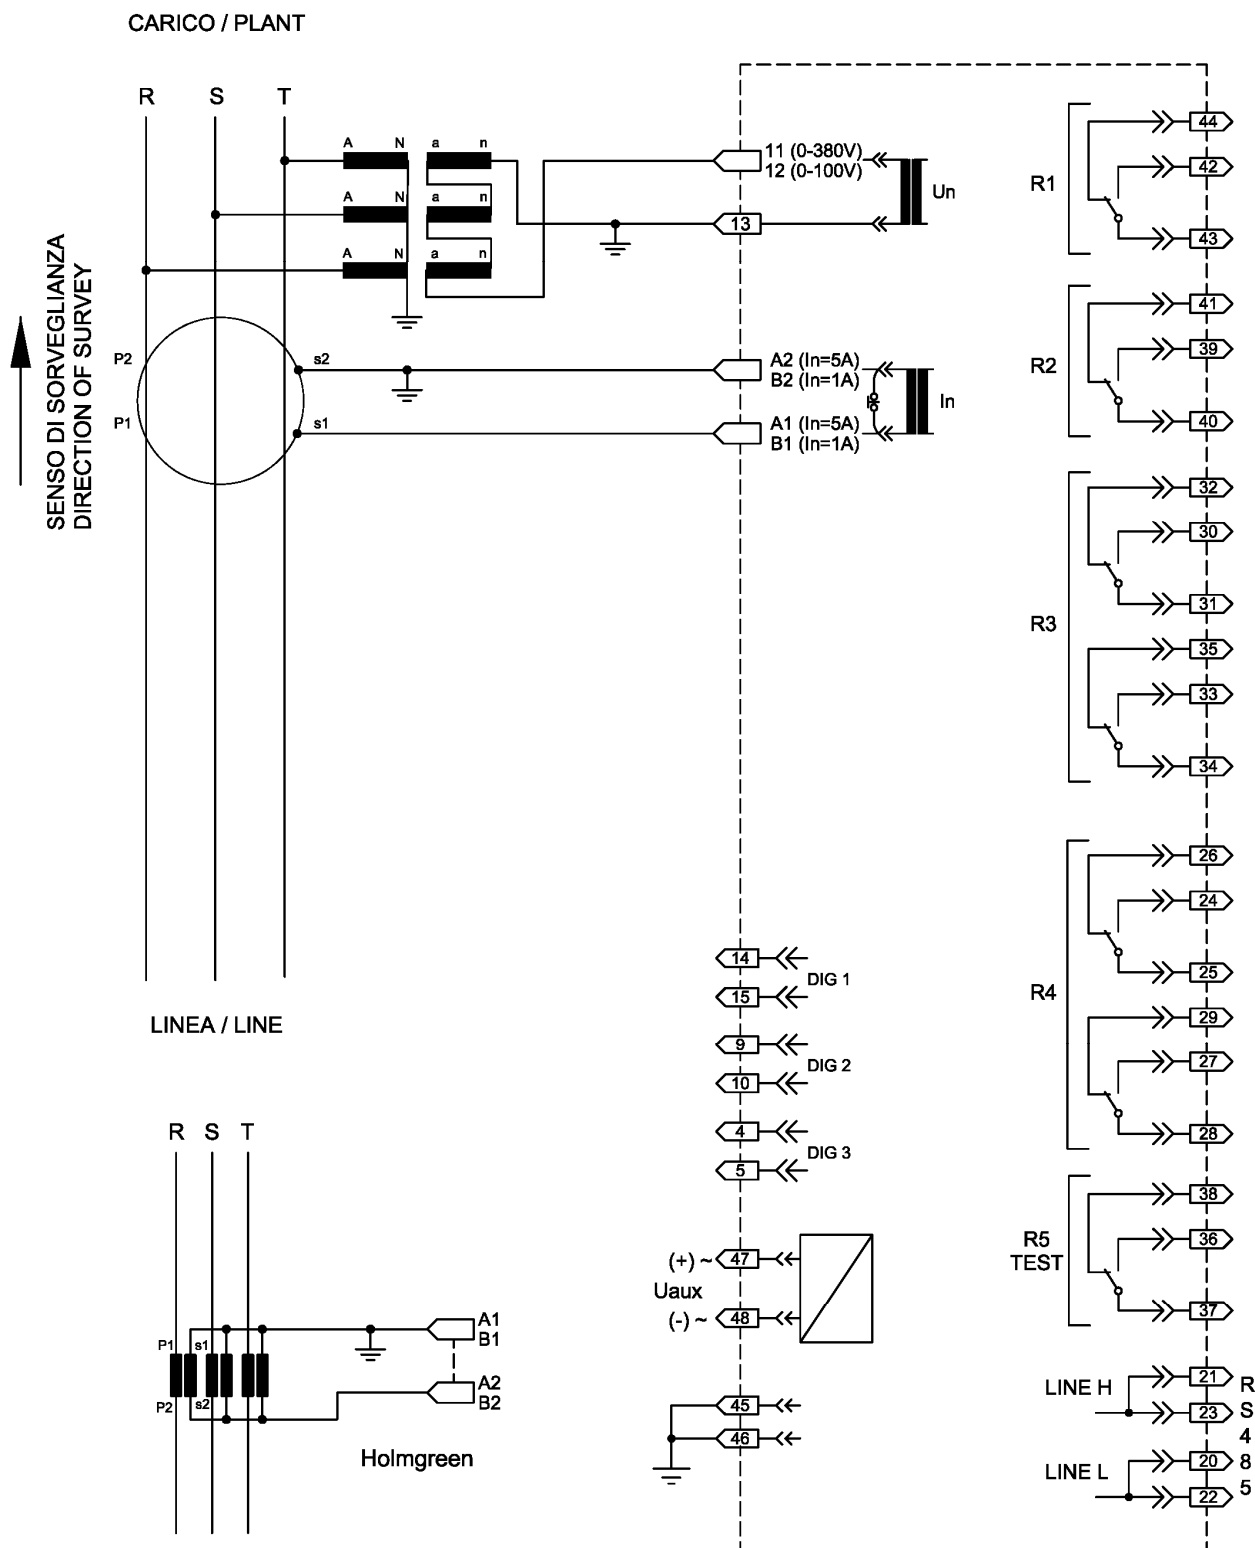 CARICO / PLANT
R S T
A N a n
A N a n
A N a n
11 (0-380V)
12 (0-100V)
Un
13
SENSO DI SORVEGLIANZA
DIRECTION OF SURVEY
P2
P1
s2
s1
A2 (In=5A)
B2 (In=1A)
In
A1 (In=5A)
B1 (In=1A)
R1
44
42
43
R2
41
39
40
R3
32
30
31
35
33
34
R4
26
24
25
29
27
28
R5
TEST
38
36
37
LINE H
21
23
LINE L
20
22
R
S
4
8
5
14
DIG 1
15
9
DIG 2
10
4
DIG 3
5
(+) ~ 47
Uaux
(-) ~ 48
45
46
LINEA / LINE
R S T
P1 s1
P2 s2
A1
B1
A2
B2
Holmgreen